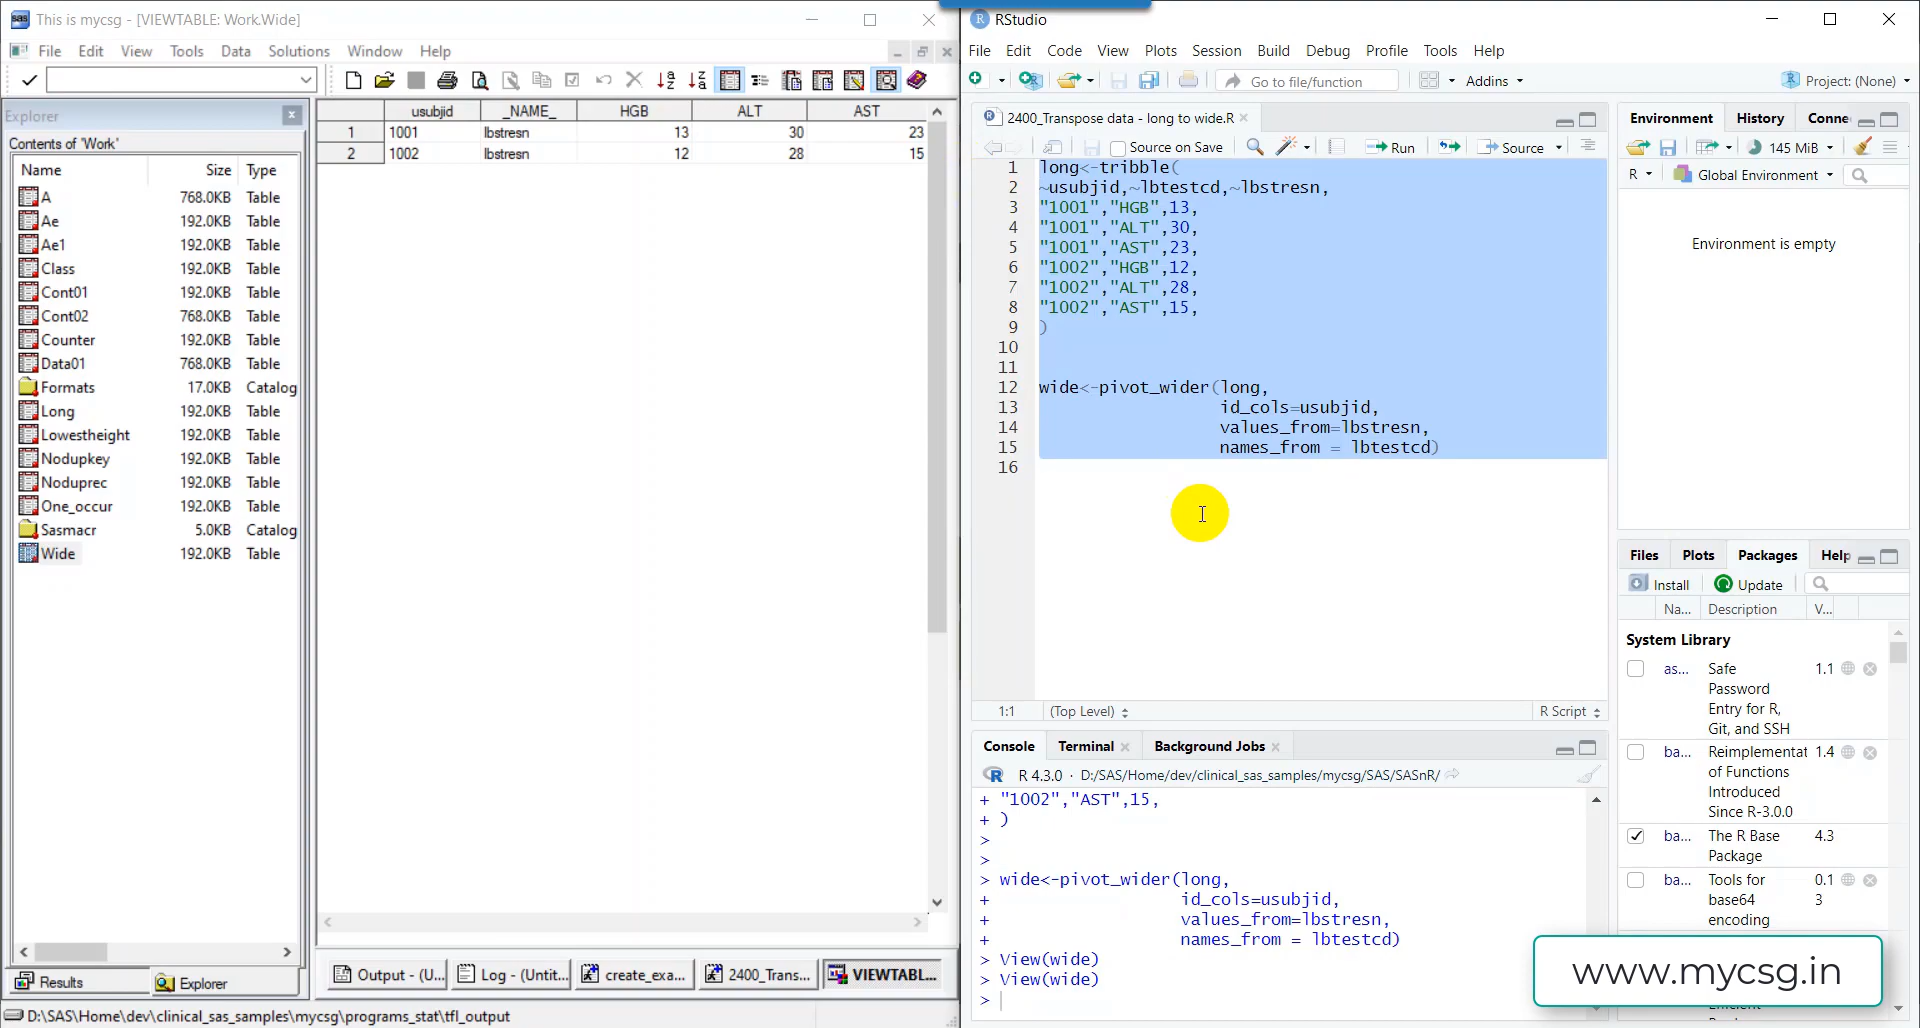 This is mycsg - [VIEWTABLE: Work.Wide]
File Edit View Tools Data Solutions Window Help
Explorer
Contents of 'Work'
Name Size Type
A 768.0KB Table
Ae 192.0KB Table
Ae1 192.0KB Table
Class 192.0KB Table
Cont01 192.0KB Table
Cont02 768.0KB Table
Counter 192.0KB Table
Data01 768.0KB Table
Formats 17.0KB Catalog
Long 192.0KB Table
Lowestheight 192.0KB Table
Nodupkey 192.0KB Table
Noduprec 192.0KB Table
One_occur 192.0KB Table
Sasmacr 5.0KB Catalog
Wide 192.0KB Table
Results Explorer
usubjid _NAME_ HGB ALT AST
1 1001 lbstresn 13 30 23
2 1002 lbstresn 12 28 15
Output - (U... Log - (Untit... create_exa... 2400_Trans... VIEWTABL...
D:\SAS\Home\dev\clinical_sas_samples\mycsg\programs_stat\tfl_output
RStudio
File Edit Code View Plots Session Build Debug Profile Tools Help
Go to file/function Addins Project: (None)
2400_Transpose data - long to wide.R
Source on Save Run Source
1 long<-tribble(
2 ~usubjid,~lbtestcd,~lbstresn,
3 "1001","HGB",13,
4 "1001","ALT",30,
5 "1001","AST",23,
6 "1002","HGB",12,
7 "1002","ALT",28,
8 "1002","AST",15,
9 )
10
11
12 wide<-pivot_wider(long,
13 id_cols=usubjid,
14 values_from=lbstresn,
15 names_from = lbtestcd)
16
1:1 (Top Level) R Script
Console Terminal Background Jobs
R 4.3.0 · D:/SAS/Home/dev/clinical_sas_samples/mycsg/SAS/SASnR/
+ "1002","AST",15,
+ )
>
>
> wide<-pivot_wider(long,
+ id_cols=usubjid,
+ values_from=lbstresn,
+ names_from = lbtestcd)
> View(wide)
> View(wide)
>
Environment History Conne
145 MiB
R Global Environment
Environment is empty
Files Plots Packages Help
Install Update
Na... Description V...
System Library
as... Safe 1.1
Password
Entry for R,
Git, and SSH
ba... Reimplementat 1.4
of Functions
Introduced
Since R-3.0.0
ba... The R Base 4.3
Package
ba... Tools for 0.1
base64 3
encoding
www.mycsg.in